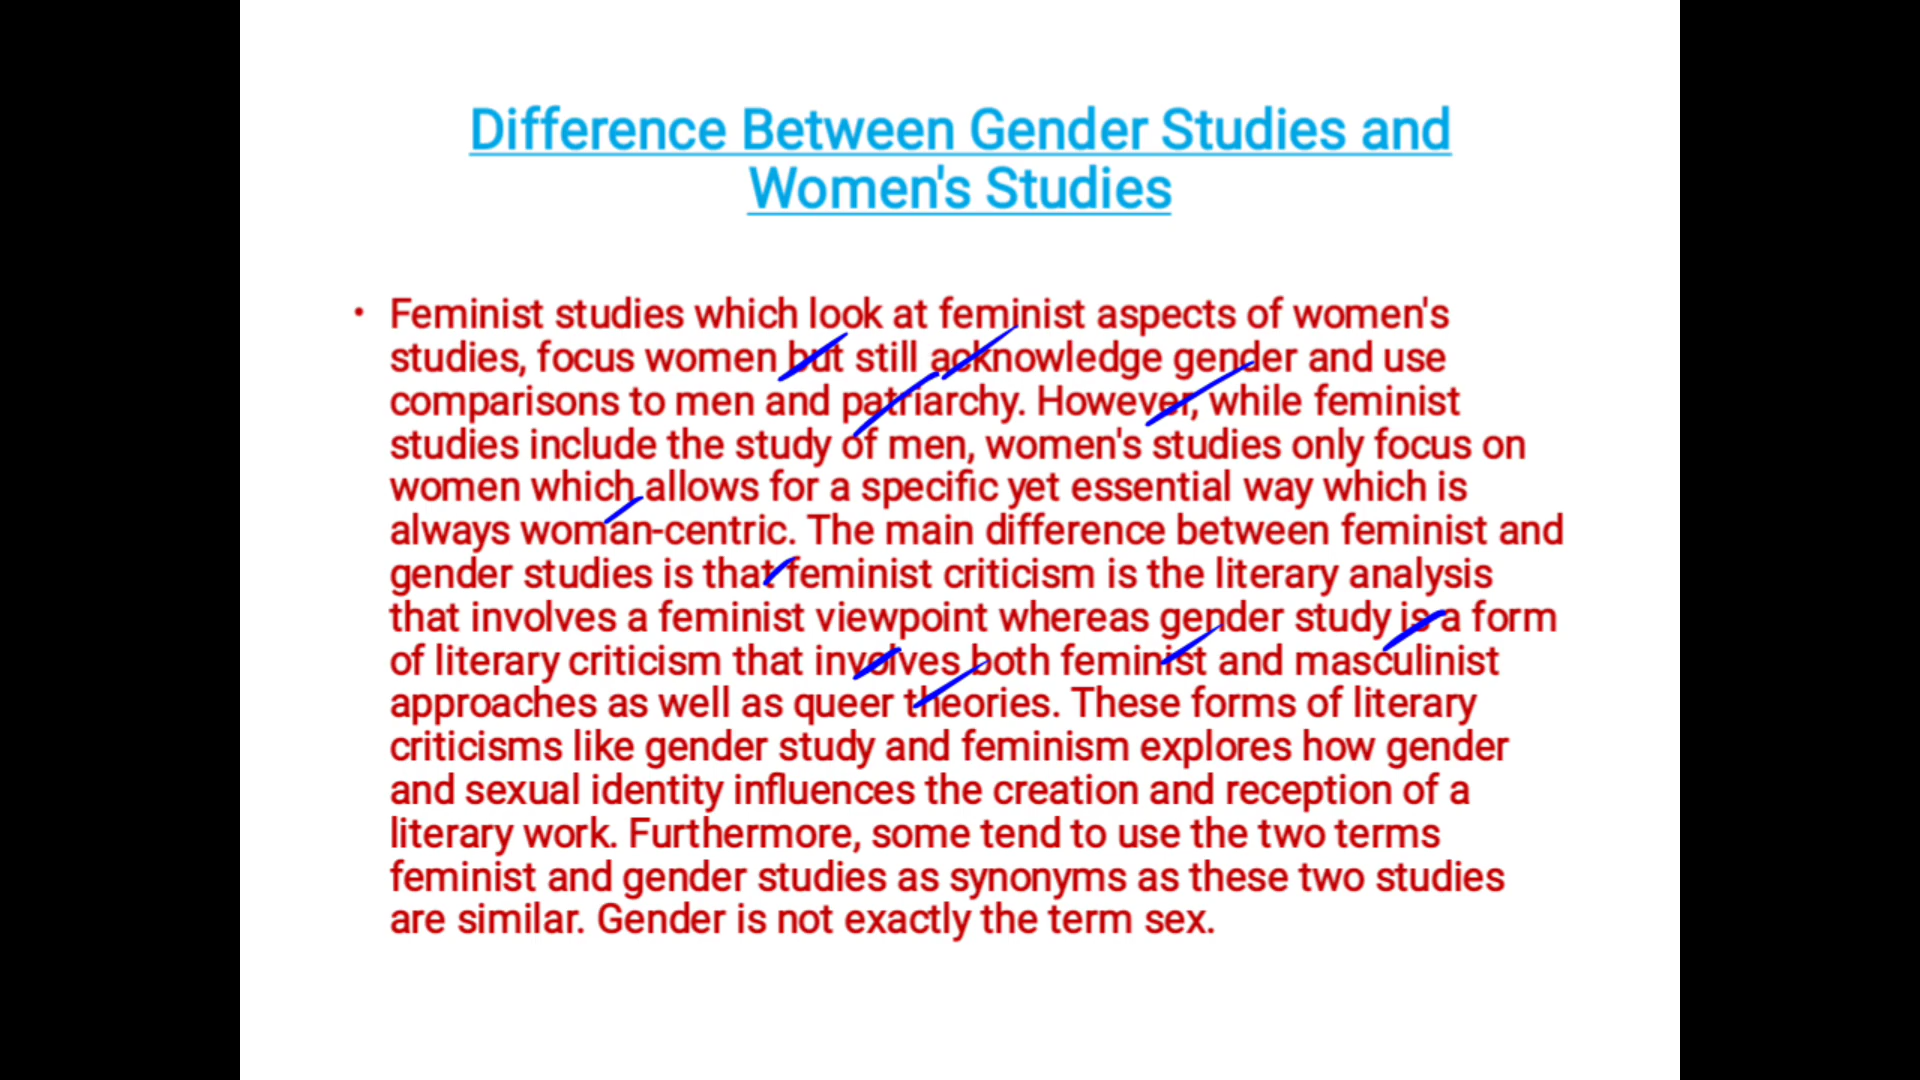 Difference Between Gender Studies and
Women's Studies
• Feminist studies which look at feminist aspects of women's
studies, focus women but still acknowledge gender and use
comparisons to men and patriarchy. However, while feminist
studies include the study of men, women's studies only focus on
women which allows for a specific yet essential way which is
always woman-centric. The main difference between feminist and
gender studies is that feminist criticism is the literary analysis
that involves a feminist viewpoint whereas gender study is a form
of literary criticism that involves both feminist and masculinist
approaches as well as queer theories. These forms of literary
criticisms like gender study and feminism explores how gender
and sexual identity influences the creation and reception of a
literary work. Furthermore, some tend to use the two terms
feminist and gender studies as synonyms as these two studies
are similar. Gender is not exactly the term sex.